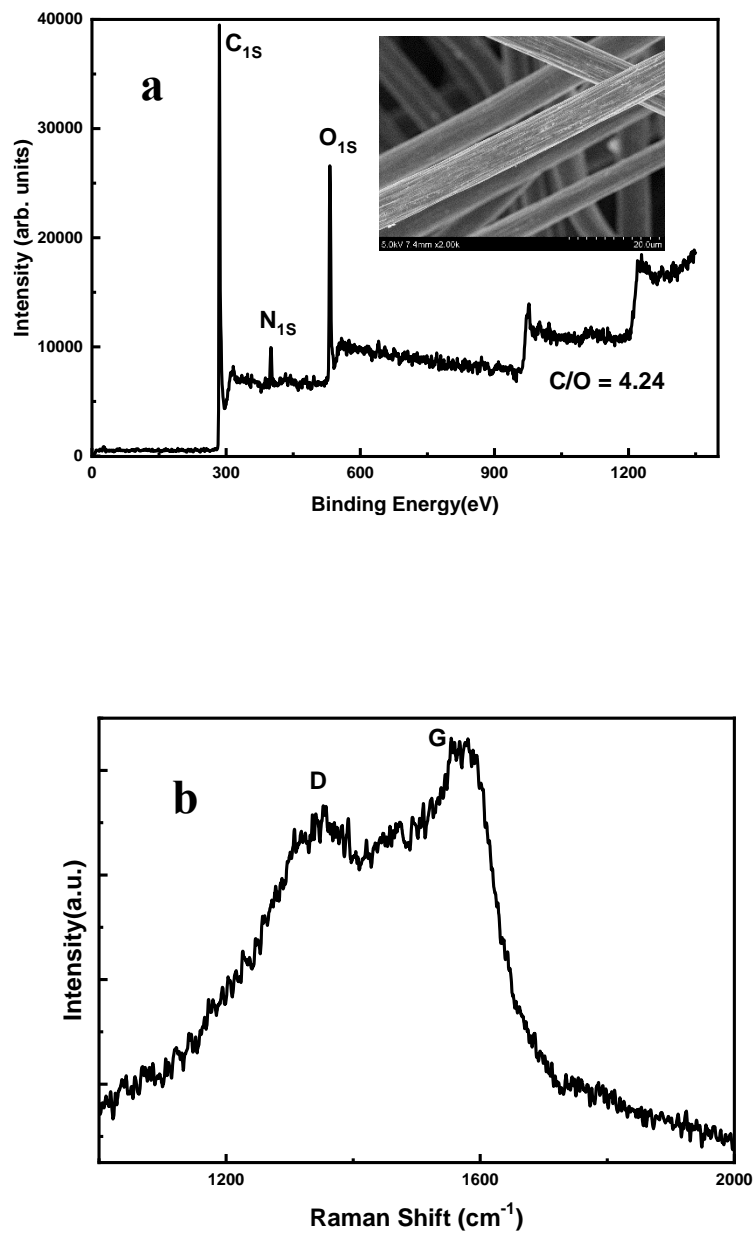 40000
30000
20000
10000
0
Intensity (arb. units)
a
C1S
O1S
N1S
5.0kV 7.4mm x2.00k 20.0um
C/O = 4.24
0 300 600 900 1200
Binding Energy(eV)
b
D
G
Intensity(a.u.)
1200 1600 2000
Raman Shift (cm-1)